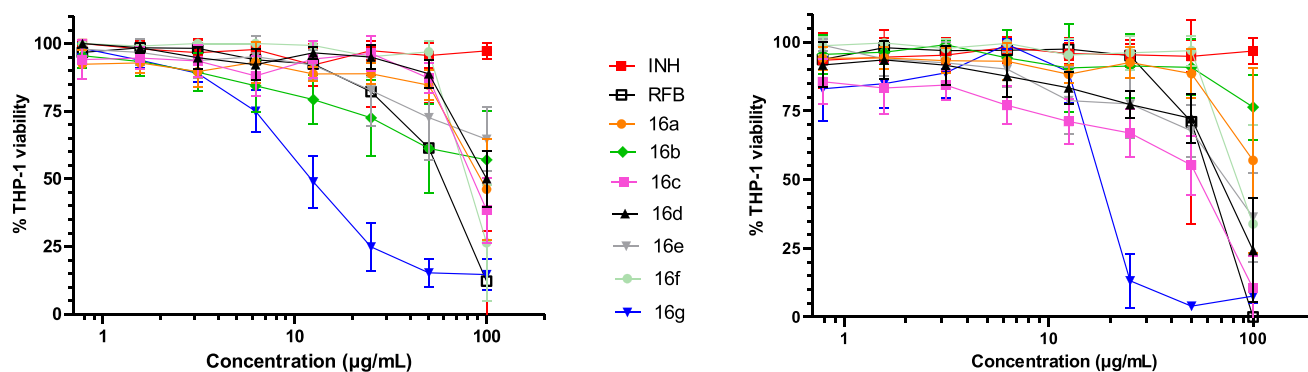 % THP-1 viability
100
75
50
25
0
1
10
100
Concentration (µg/mL)
INH
RFB
16a
16b
16c
16d
16e
16f
16g
% THP-1 viability
100
75
50
25
0
1
10
100
Concentration (µg/mL)